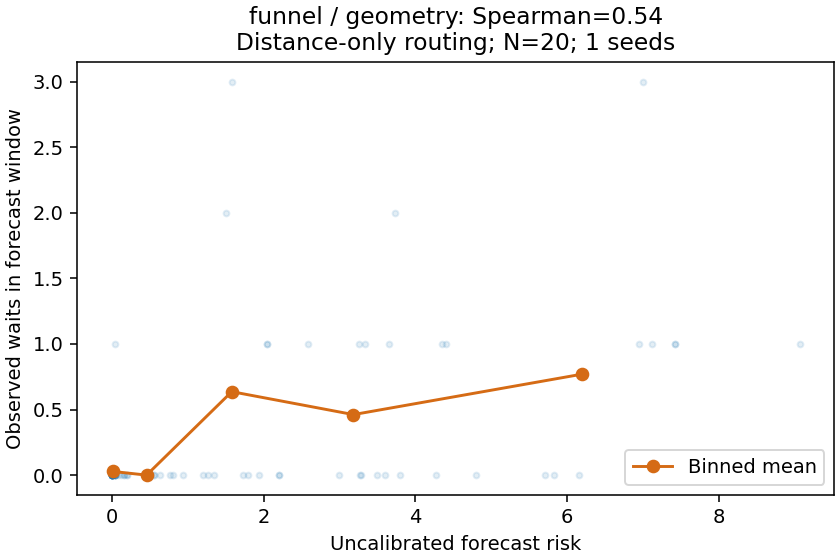 funnel / geometry: Spearman=0.54
Distance-only routing; N=20; 1 seeds
Observed waits in forecast window
3.0
2.5
2.0
1.5
1.0
0.5
0.0
Binned mean
0
2
4
6
8
Uncalibrated forecast risk